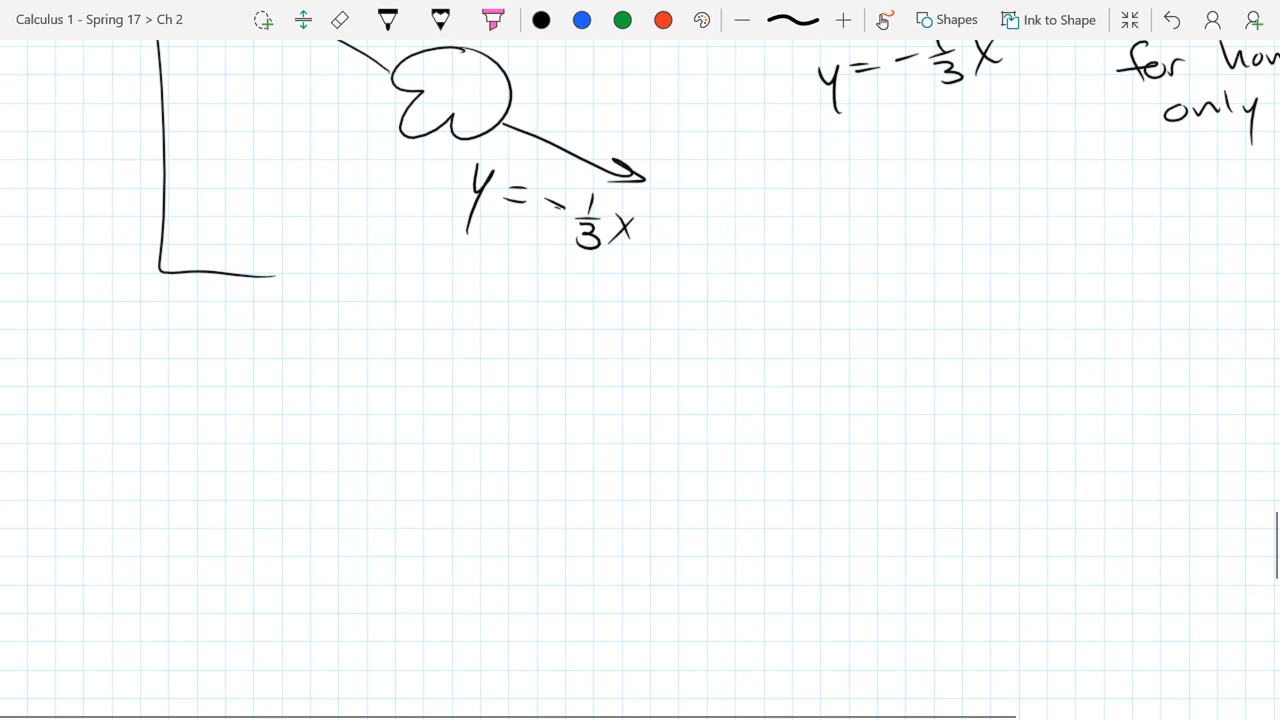 Calculus 1 - Spring 17 > Ch 2
Shapes
Ink to Shape
y = - 1/3 x
for
only
y = - 1/3 x